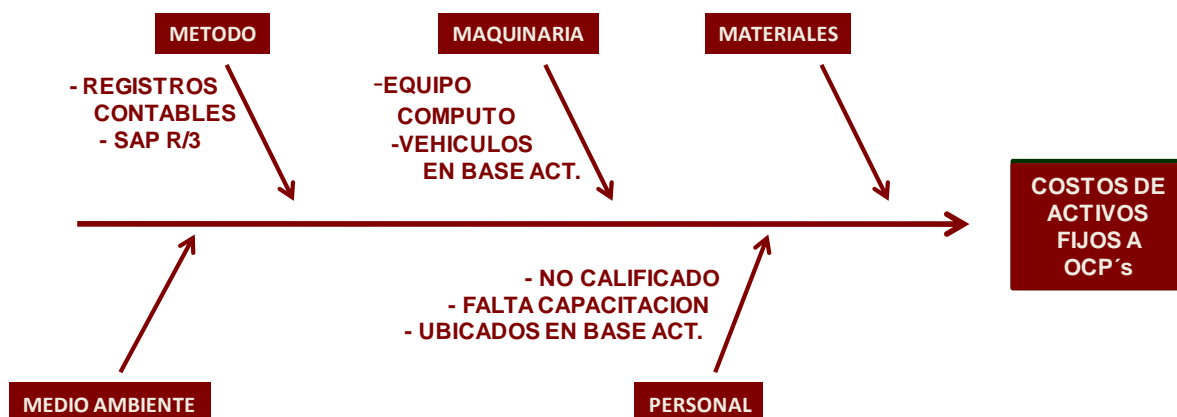 METODO
MAQUINARIA
MATERIALES
- REGISTROS
CONTABLES
- SAP R/3
-EQUIPO
COMPUTO
-VEHICULOS
EN BASE ACT.
COSTOS DE
ACTIVOS
FIJOS A
OCP´s
- NO CALIFICADO
- FALTA CAPACITACION
- UBICADOS EN BASE ACT.
MEDIO AMBIENTE
PERSONAL